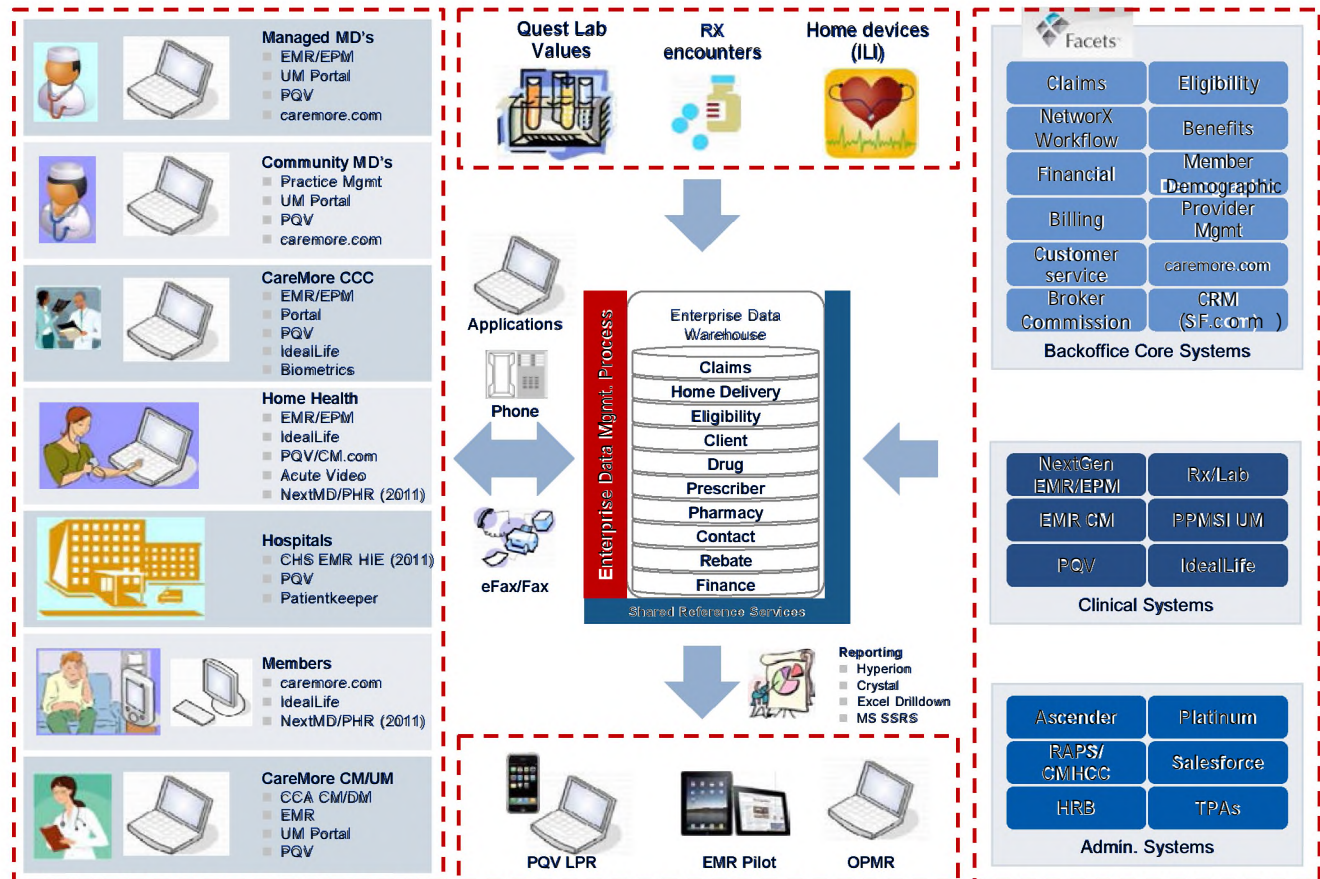 Managed MD's
EMR/EPM
UM Portal
PQV
caremore.com
Community MD's
Practice Mgmt
UM Portal
PQV
caremore.com
CareMore CCC
EMR/EPM
Portal
PQV
IdealLife
Biometrics
Home Health
EMR/EPM
IdealLife
PQV/CM.com
Acute Video
NextMD/PHR (2011)
Hospitals
CHS EMR HIE (2011)
PQV
Patientkeeper
Members
caremore.com
IdealLife
NextMD/PHR (2011)
CareMore CM/UM
CCA CM/DM
EMR
UM Portal
PQV
Quest Lab
Values
RX
encounters
Home devices
(ILI)
Applications
Phone
eFax/Fax
Enterprise Data Mgmt. Process
Enterprise Data
Warehouse
Claims
Home Delivery
Eligibility
Client
Drug
Prescriber
Pharmacy
Contact
Rebate
Finance
Shared Reference Services
Reporting
Hyperion
Crystal
Excel Drilldown
MS SSRS
PQV LPR
EMR Pilot
OPMR
Facets
Claims
Eligibility
NetworX
Workflow
Benefits
Financial
Member
Demographic
Billing
Provider
Mgmt
Customer
service
caremore.com
Broker
Commission
CRM
(SF.com)
Backoffice Core Systems
NextGen
EMR/EPM
Rx/Lab
EMR CM
PPMSI UM
PQV
IdealLife
Clinical Systems
Ascender
Platinum
RAPS/
CMHCC
Salesforce
HRB
TPAs
Admin. Systems